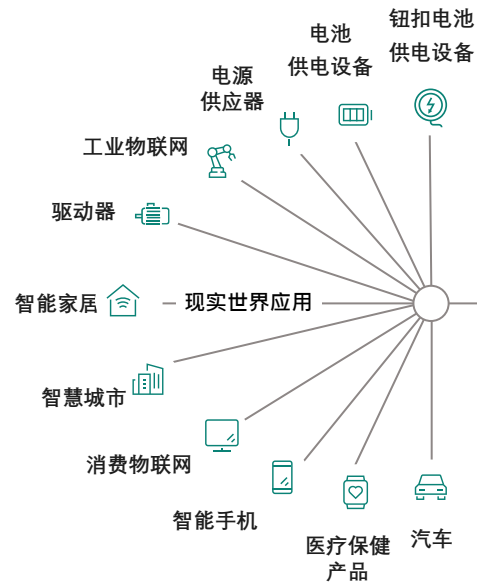 钮扣电池
供电设备
电池
供电设备
电源
供应器
工业物联网
驱动器
智能家居
现实世界应用
智慧城市
消费物联网
智能手机
医疗保健
产品
汽车